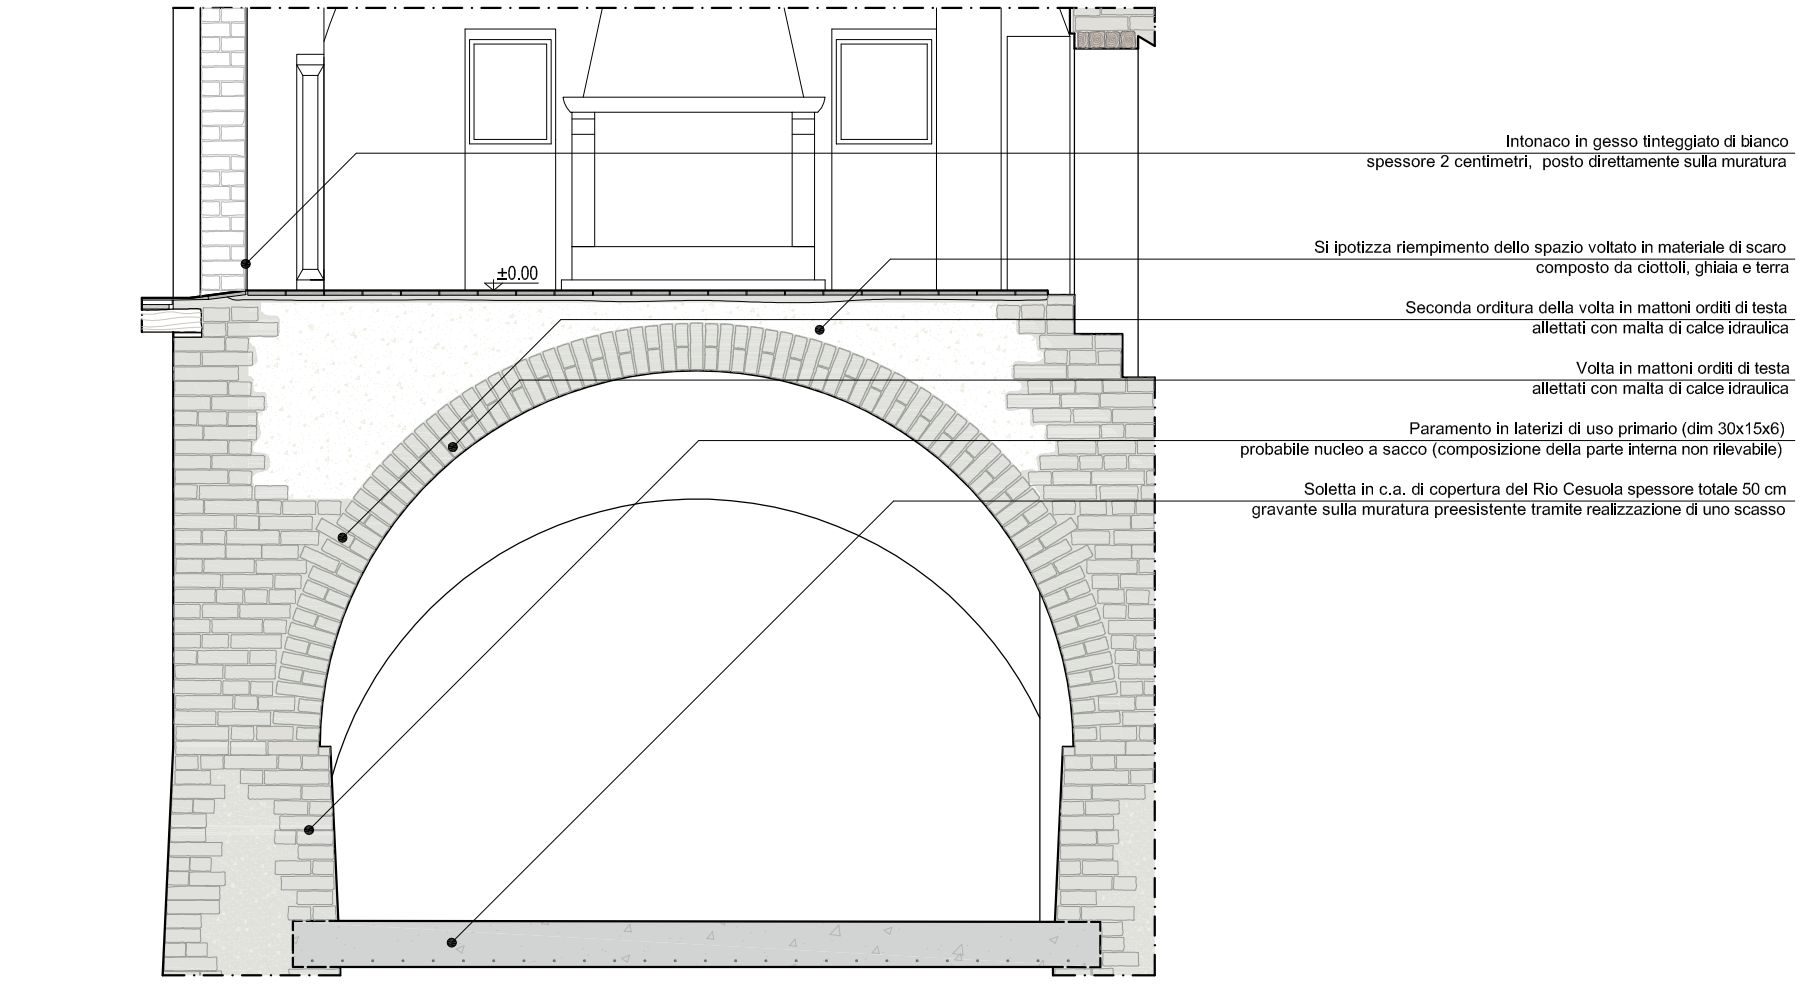 Intonaco in gesso tinteggiato di bianco
spessore 2 centimetri, posto direttamente sulla muratura
Si ipotizza riempimento dello spazio voltato in materiale di scaro
composto da ciottoli, ghiaia e terra
±0.00
Seconda orditura della volta in mattoni orditi di testa
allettati con malta di calce idraulica
Volta in mattoni orditi di testa
allettati con malta di calce idraulica
Paramento in laterizi di uso primario (dim 30x15x6)
probabile nucleo a sacco (composizione della parte interna non rilevabile)
Soletta in c.a. di copertura del Rio Cesuola spessore totale 50 cm
gravante sulla muratura preesistente tramite realizzazione di uno scasso